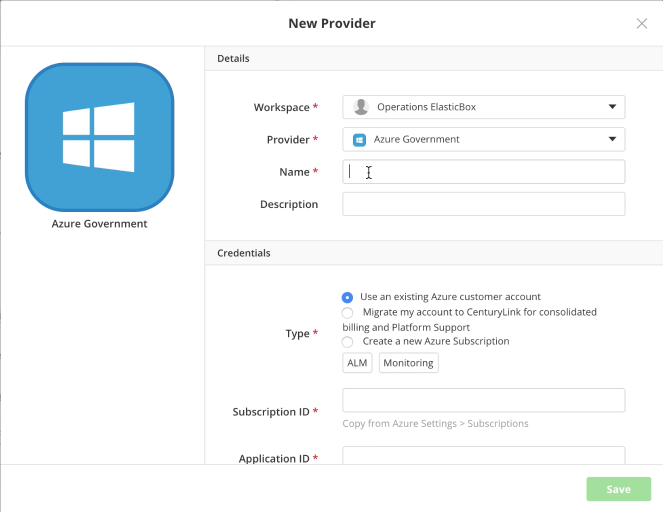 New Provider
Azure Government
Details
Workspace *
Operations ElasticBox
Provider *
Azure Government
Name *
Description
Credentials
Type *
Use an existing Azure customer account
Migrate my account to CenturyLink for consolidated
billing and Platform Support
Create a new Azure Subscription
ALM
Monitoring
Subscription ID *
Copy from Azure Settings > Subscriptions
Application ID *
Save